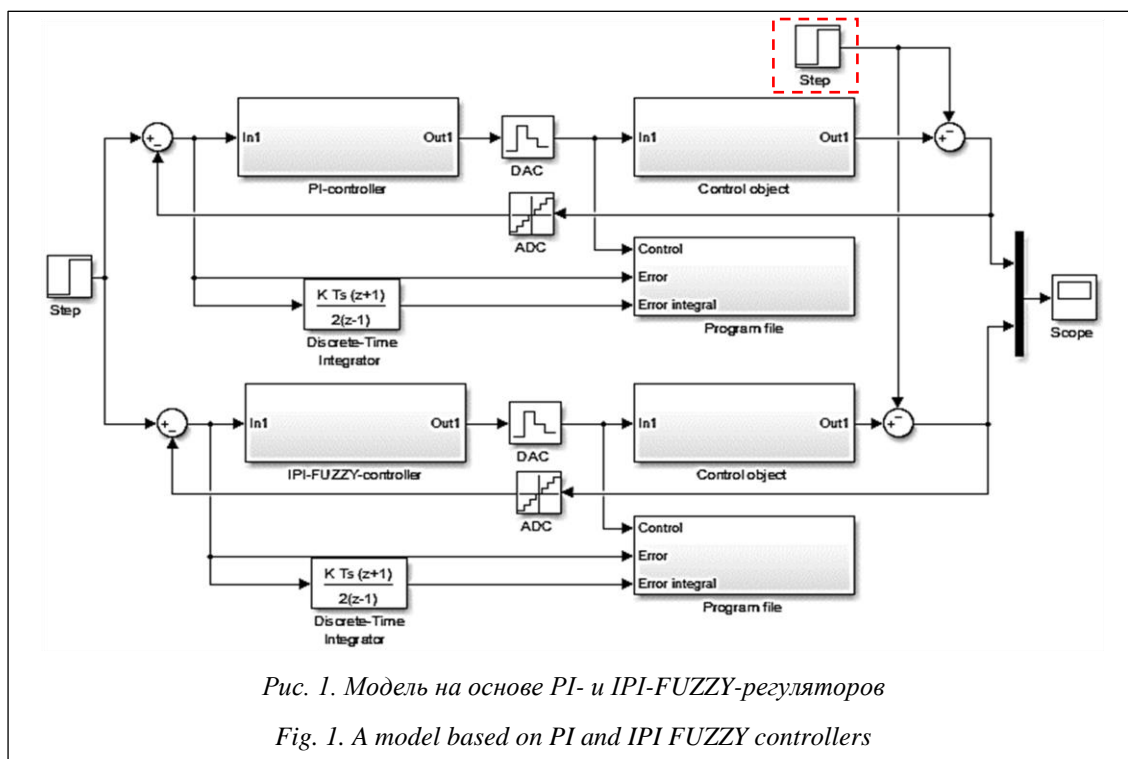 Step
In1
Out1
PI-controller
DAC
In1
Out1
Control object
+
-
-
ADC
Control
Error
Error integral
Program file
Step
K Ts (z+1)
2(z-1)
Discrete-Time
Integrator
Scope
In1
Out1
IPI-FUZZY-controller
DAC
In1
Out1
Control object
+
-
-
ADC
Control
Error
Error integral
Program file
K Ts (z+1)
2(z-1)
Discrete-Time
Integrator
Рис. 1. Модель на основе PI- и IPI-FUZZY-регуляторов
Fig. 1. A model based on PI and IPI FUZZY controllers